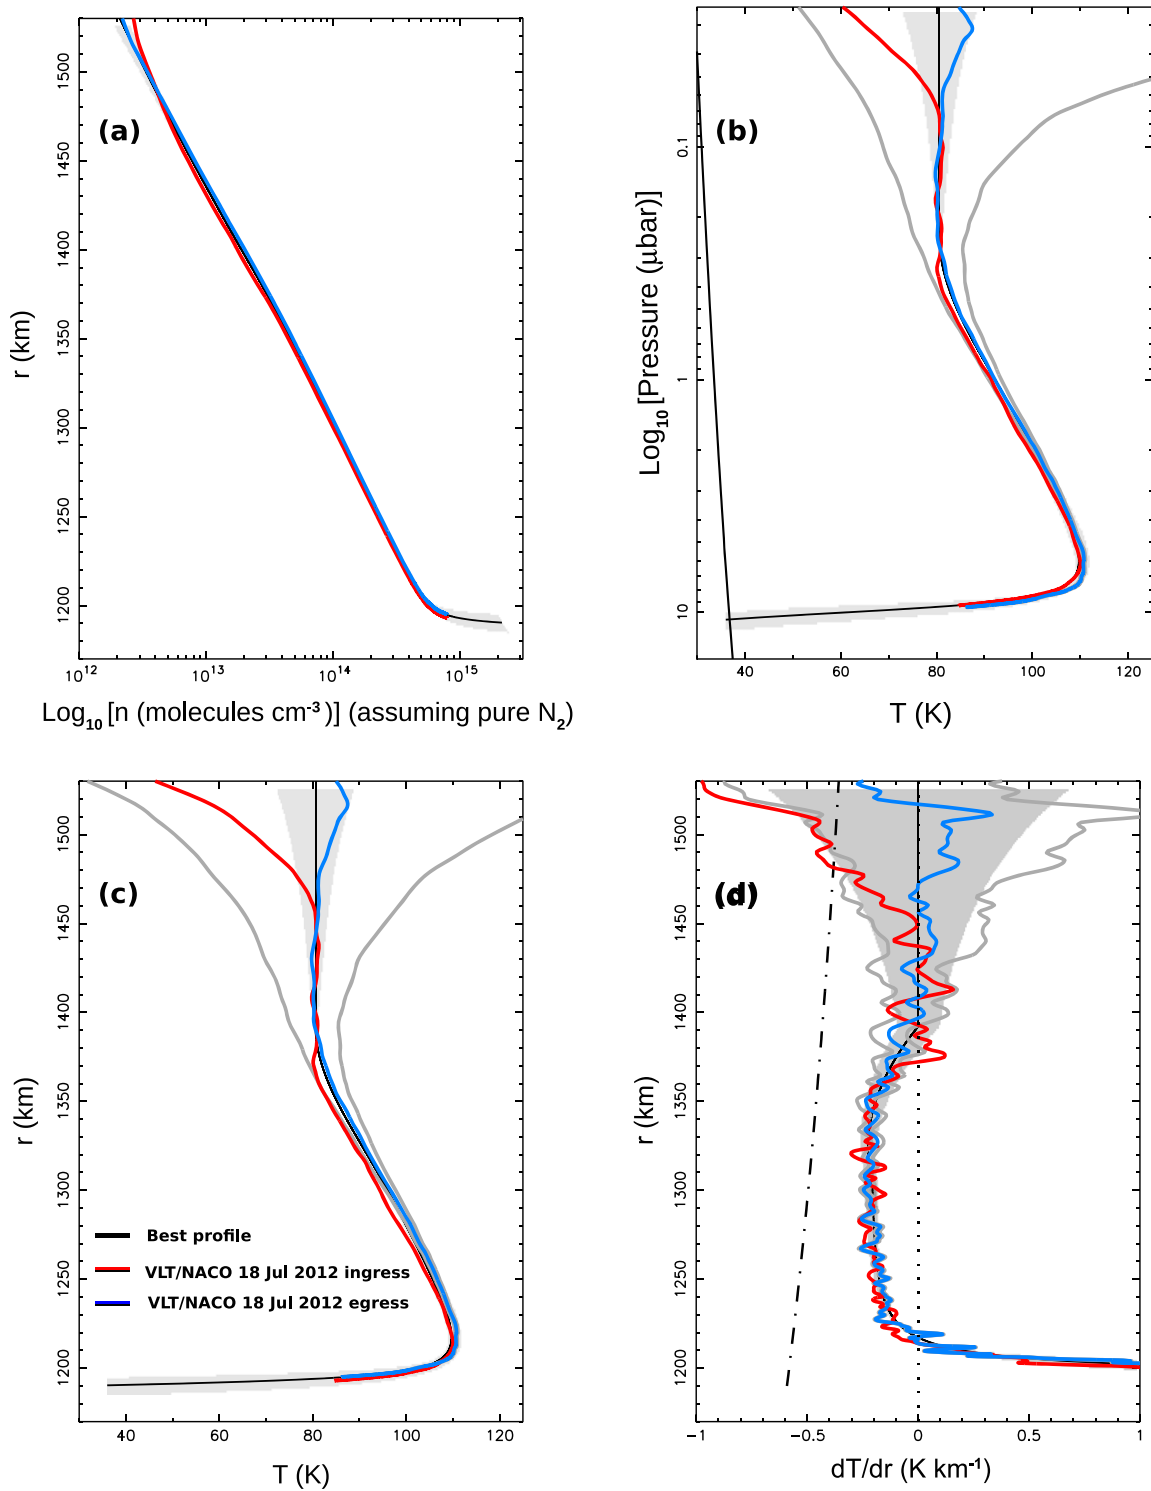 (a)
1500
1450
1400
1350
1300
1250
1200
r (km)
10¹² 10¹³ 10¹⁴ 10¹⁵
Log₁₀ [n (molecules cm⁻³)] (assuming pure N₂)
(b)
0.1
1
10
Log₁₀ [Pressure (μbar)]
40 60 80 100 120
T (K)
(c)
1500
1450
1400
1350
1300
1250
1200
r (km)
Best profile
VLT/NACO 18 Jul 2012 ingress
VLT/NACO 18 Jul 2012 egress
40 60 80 100 120
T (K)
(d)
1500
1450
1400
1350
1300
1250
1200
r (km)
−1 −0.5 0 0.5 1
dT/dr (K km⁻¹)